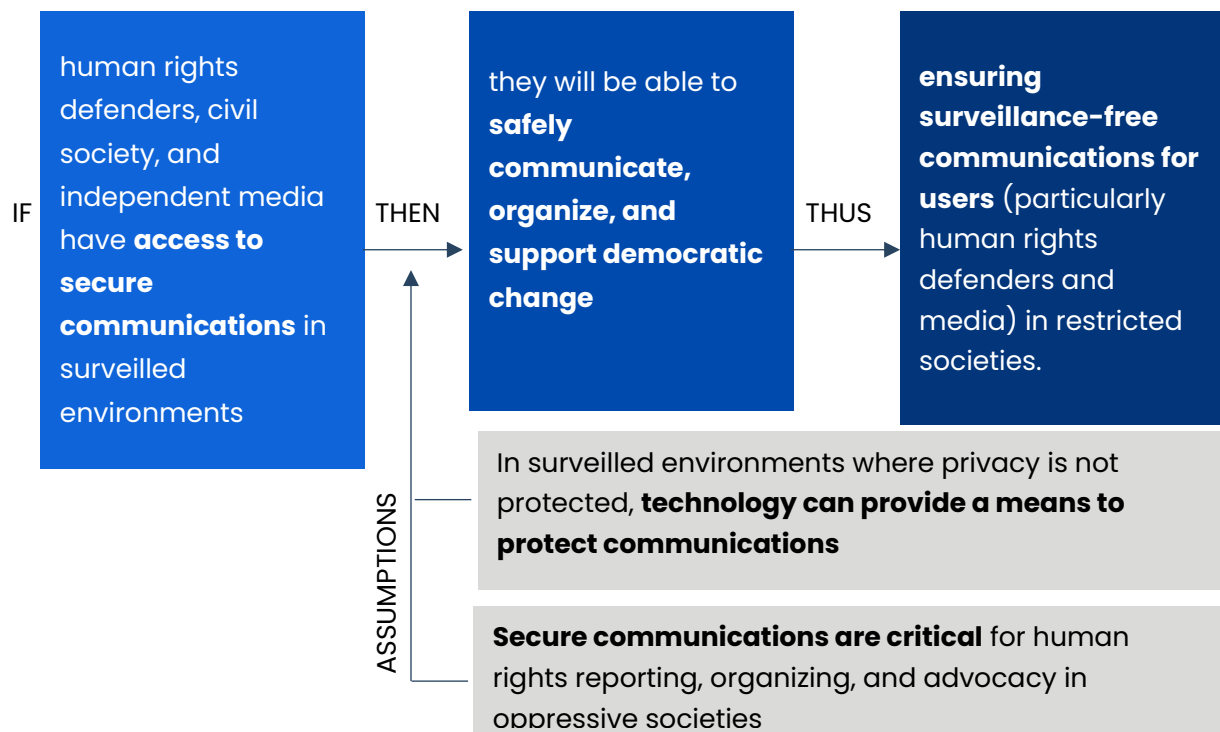 IF
human rights
defenders, civil
society, and
independent media
have access to
secure
communications in
surveilled
environments
THEN
they will be able to
safely
communicate,
organize, and
support democratic
change
THUS
ensuring
surveillance-free
communications for
users (particularly
human rights
defenders and
media) in restricted
societies.
ASSUMPTIONS
In surveilled environments where privacy is not
protected, technology can provide a means to
protect communications
Secure communications are critical for human
rights reporting, organizing, and advocacy in
oppressive societies